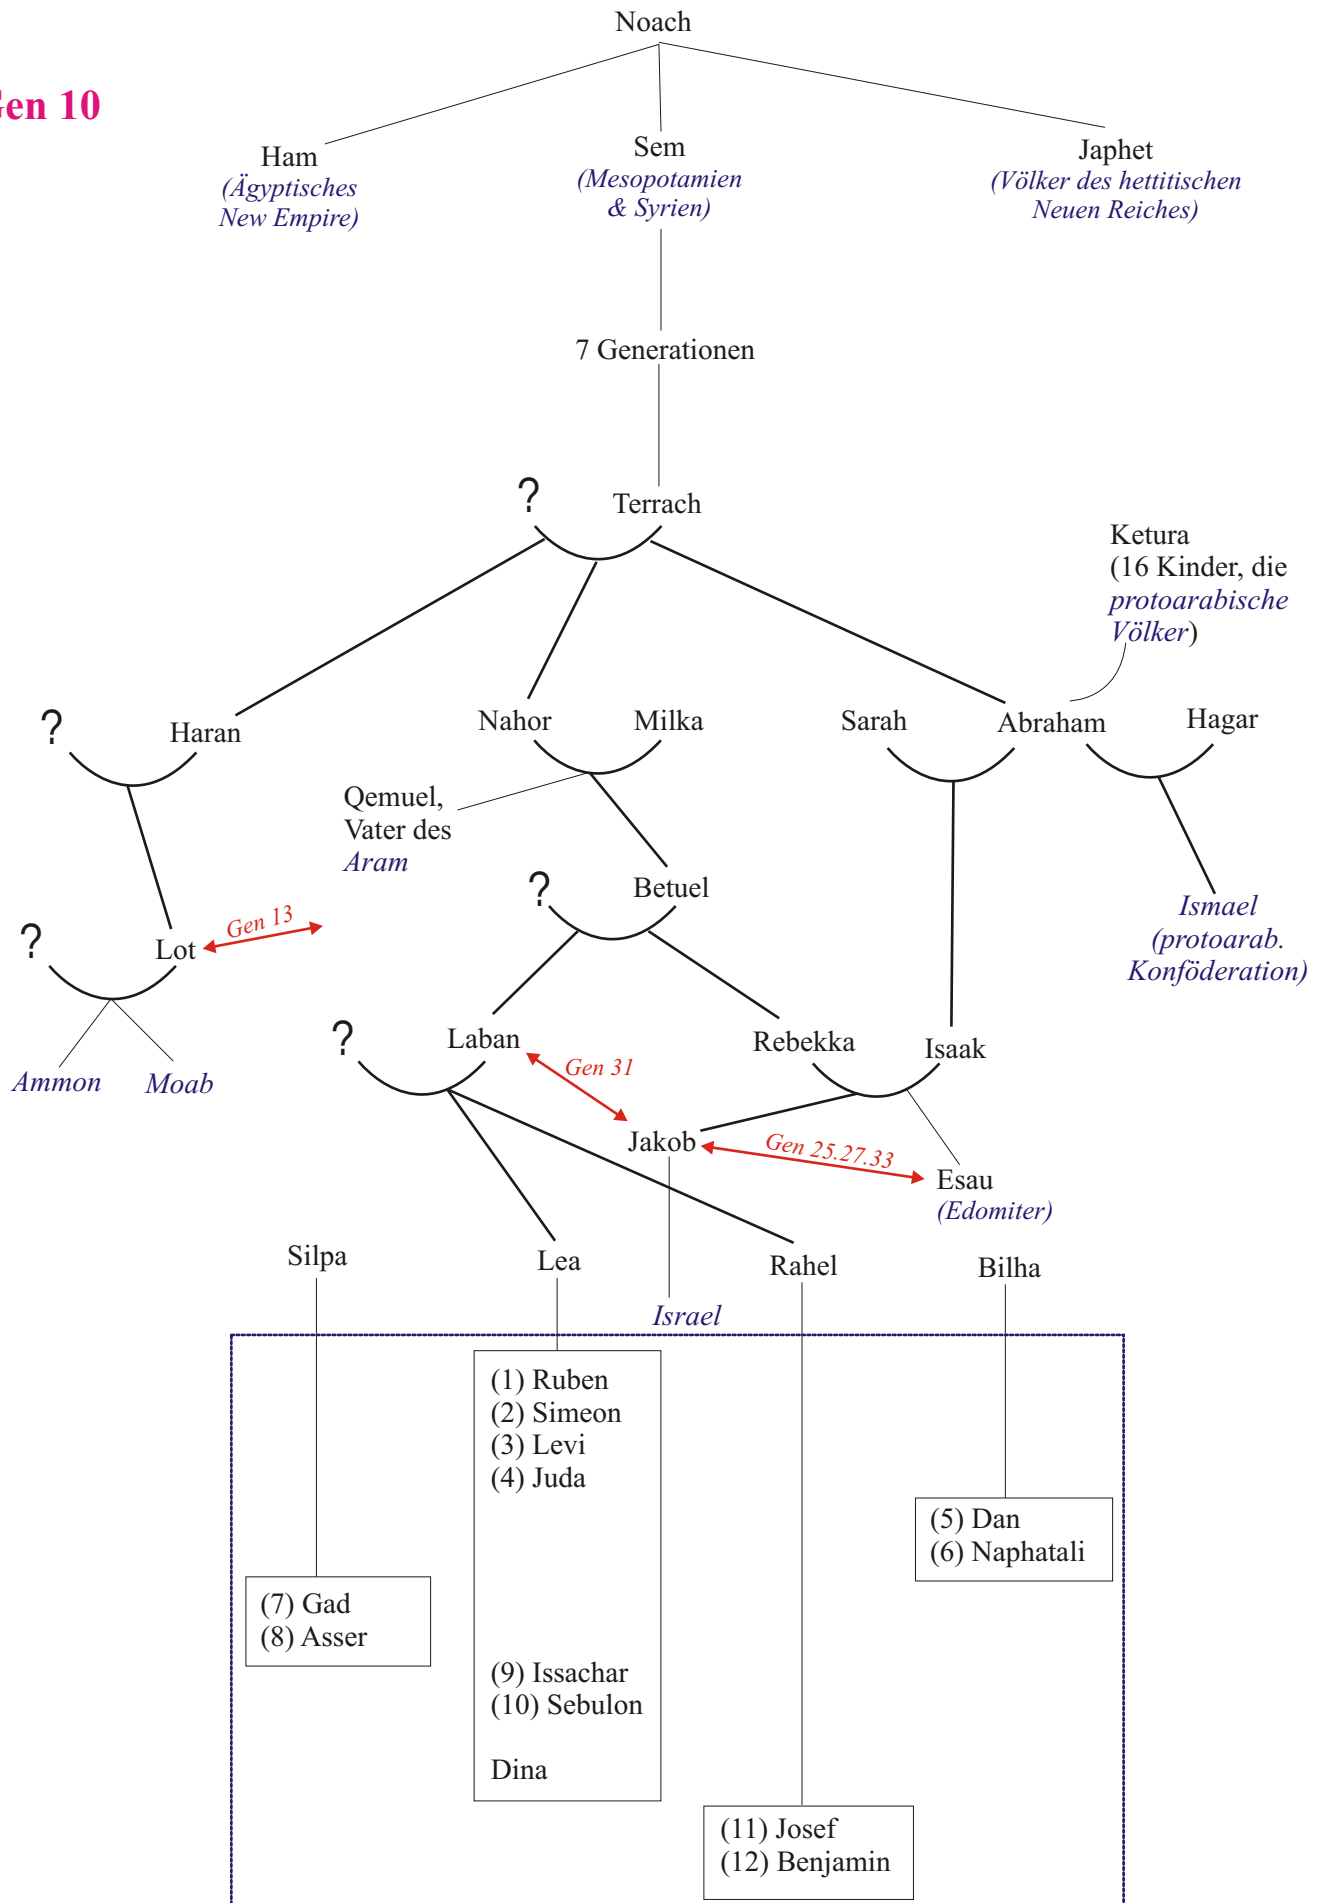 Noach
Gen 10
Ham
(Ägyptisches
New Empire)
Sem
(Mesopotamien
& Syrien)
Japhet
(Völker des hettitischen
Neuen Reiches)
7 Generationen
?
Terrach
Ketura
(16 Kinder, die
protoarabische
Völker)
?
Haran
Nahor
Milka
Sarah
Abraham
Hagar
Qemuel,
Vater des
Aram
?
Betuel
Ismael
(protoarab.
Konföderation)
?
Lot
Gen 13
?
Laban
Rebekka
Isaak
Ammon
Moab
Gen 31
Jakob
Gen 25.27.33
Esau
(Edomiter)
Silpa
Lea
Rahel
Bilha
Israel
(1) Ruben
(2) Simeon
(3) Levi
(4) Juda
(5) Dan
(6) Naphatali
(7) Gad
(8) Asser
(9) Issachar
(10) Sebulon
Dina
(11) Josef
(12) Benjamin